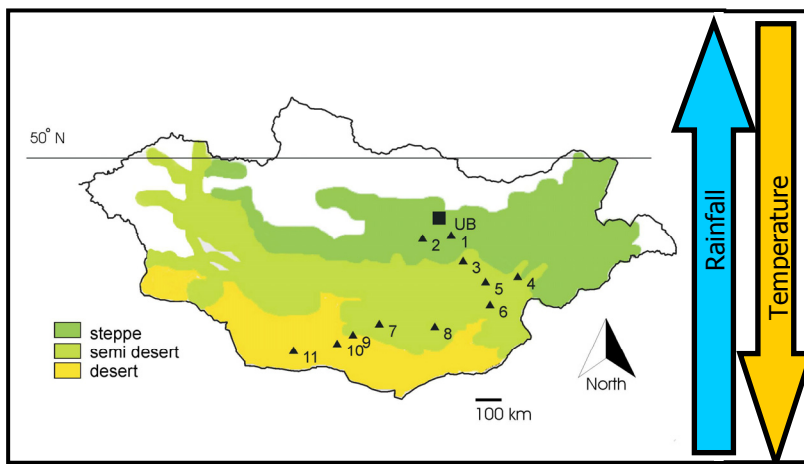 50° N
UB
1
2
3
4
5
6
7
8
9
10
11
steppe
semi desert
desert
North
100 km
Rainfall
Temperature